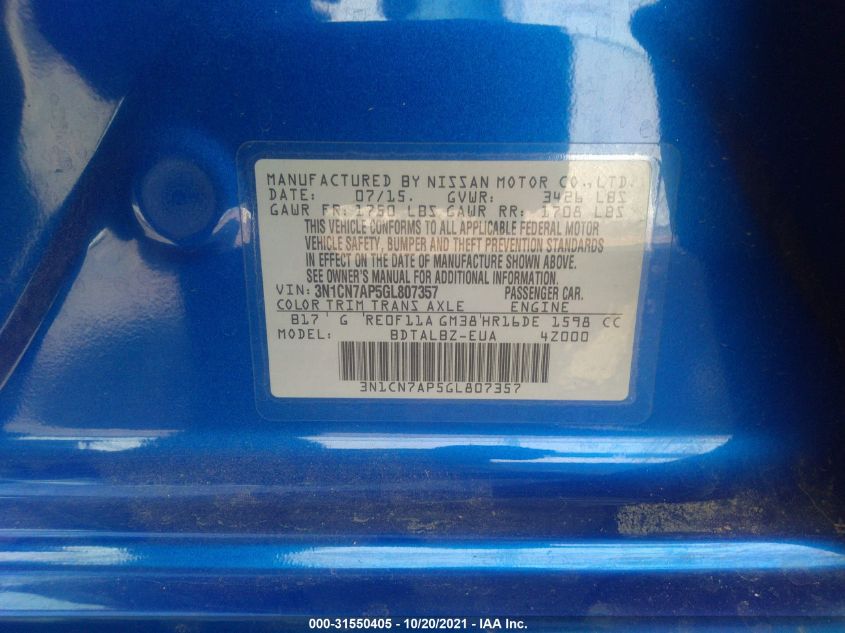 MANUFACTURED BY NISSAN MOTOR CO., LTD.
DATE: 07/15. GVWR: 3426 LBS
GAWR FR: 1750 LBS GAWR RR: 1708 LBS
THIS VEHICLE CONFORMS TO ALL APPLICABLE FEDERAL MOTOR
VEHICLE SAFETY, BUMPER AND THEFT PREVENTION STANDARDS
IN EFFECT ON THE DATE OF MANUFACTURE SHOWN ABOVE.
SEE OWNER'S MANUAL FOR ADDITIONAL INFORMATION.
VIN: 3N1CN7AP5GL807357 PASSENGER CAR.
COLOR TRIM TRANS AXLE ENGINE
B17 G RE0F11A GM38 HR16DE 1598 CC
MODEL: BDTALBZ-EUA 4Z000
3N1CN7AP5GL807357
000-31550405 - 10/20/2021 - IAA Inc.